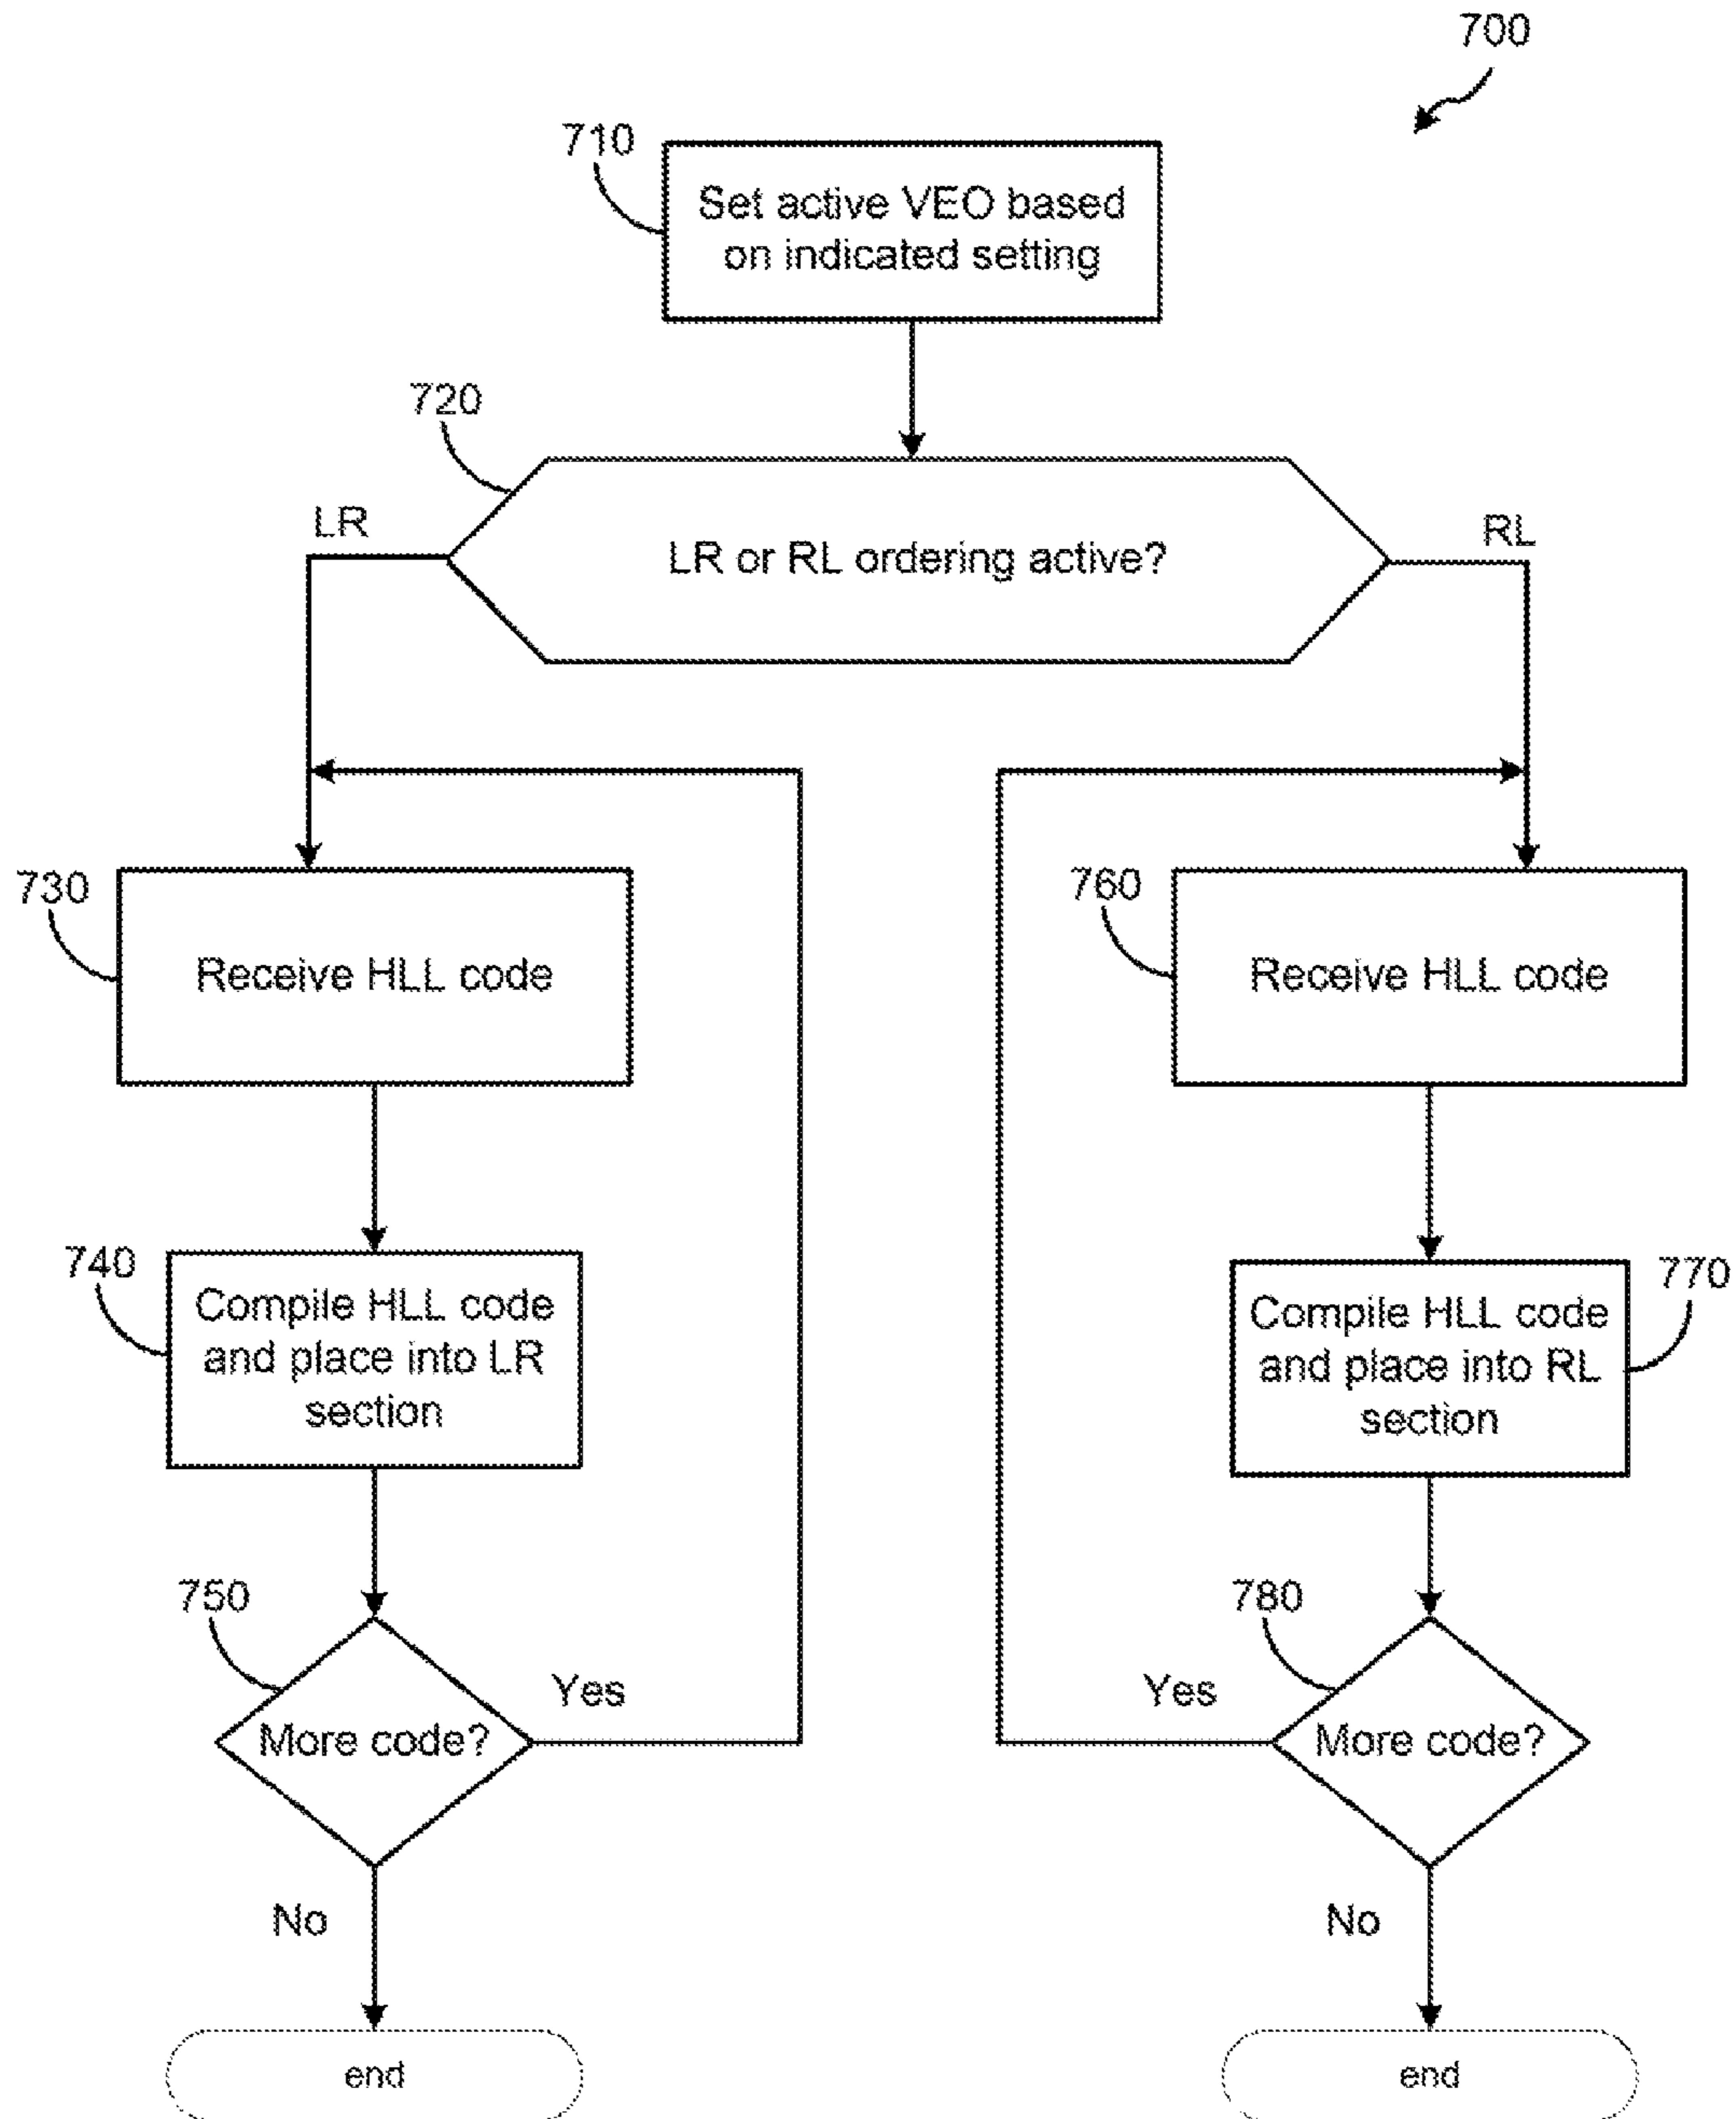 700
710
Set active VEO based
on indicated setting
720
LR
LR or RL ordering active?
RL
730
Receive HLL code
760
Receive HLL code
740
Compile HLL code
and place into LR
section
770
Compile HLL code
and place into RL
section
750
More code?
Yes
780
Yes
More code?
No
No
end
end